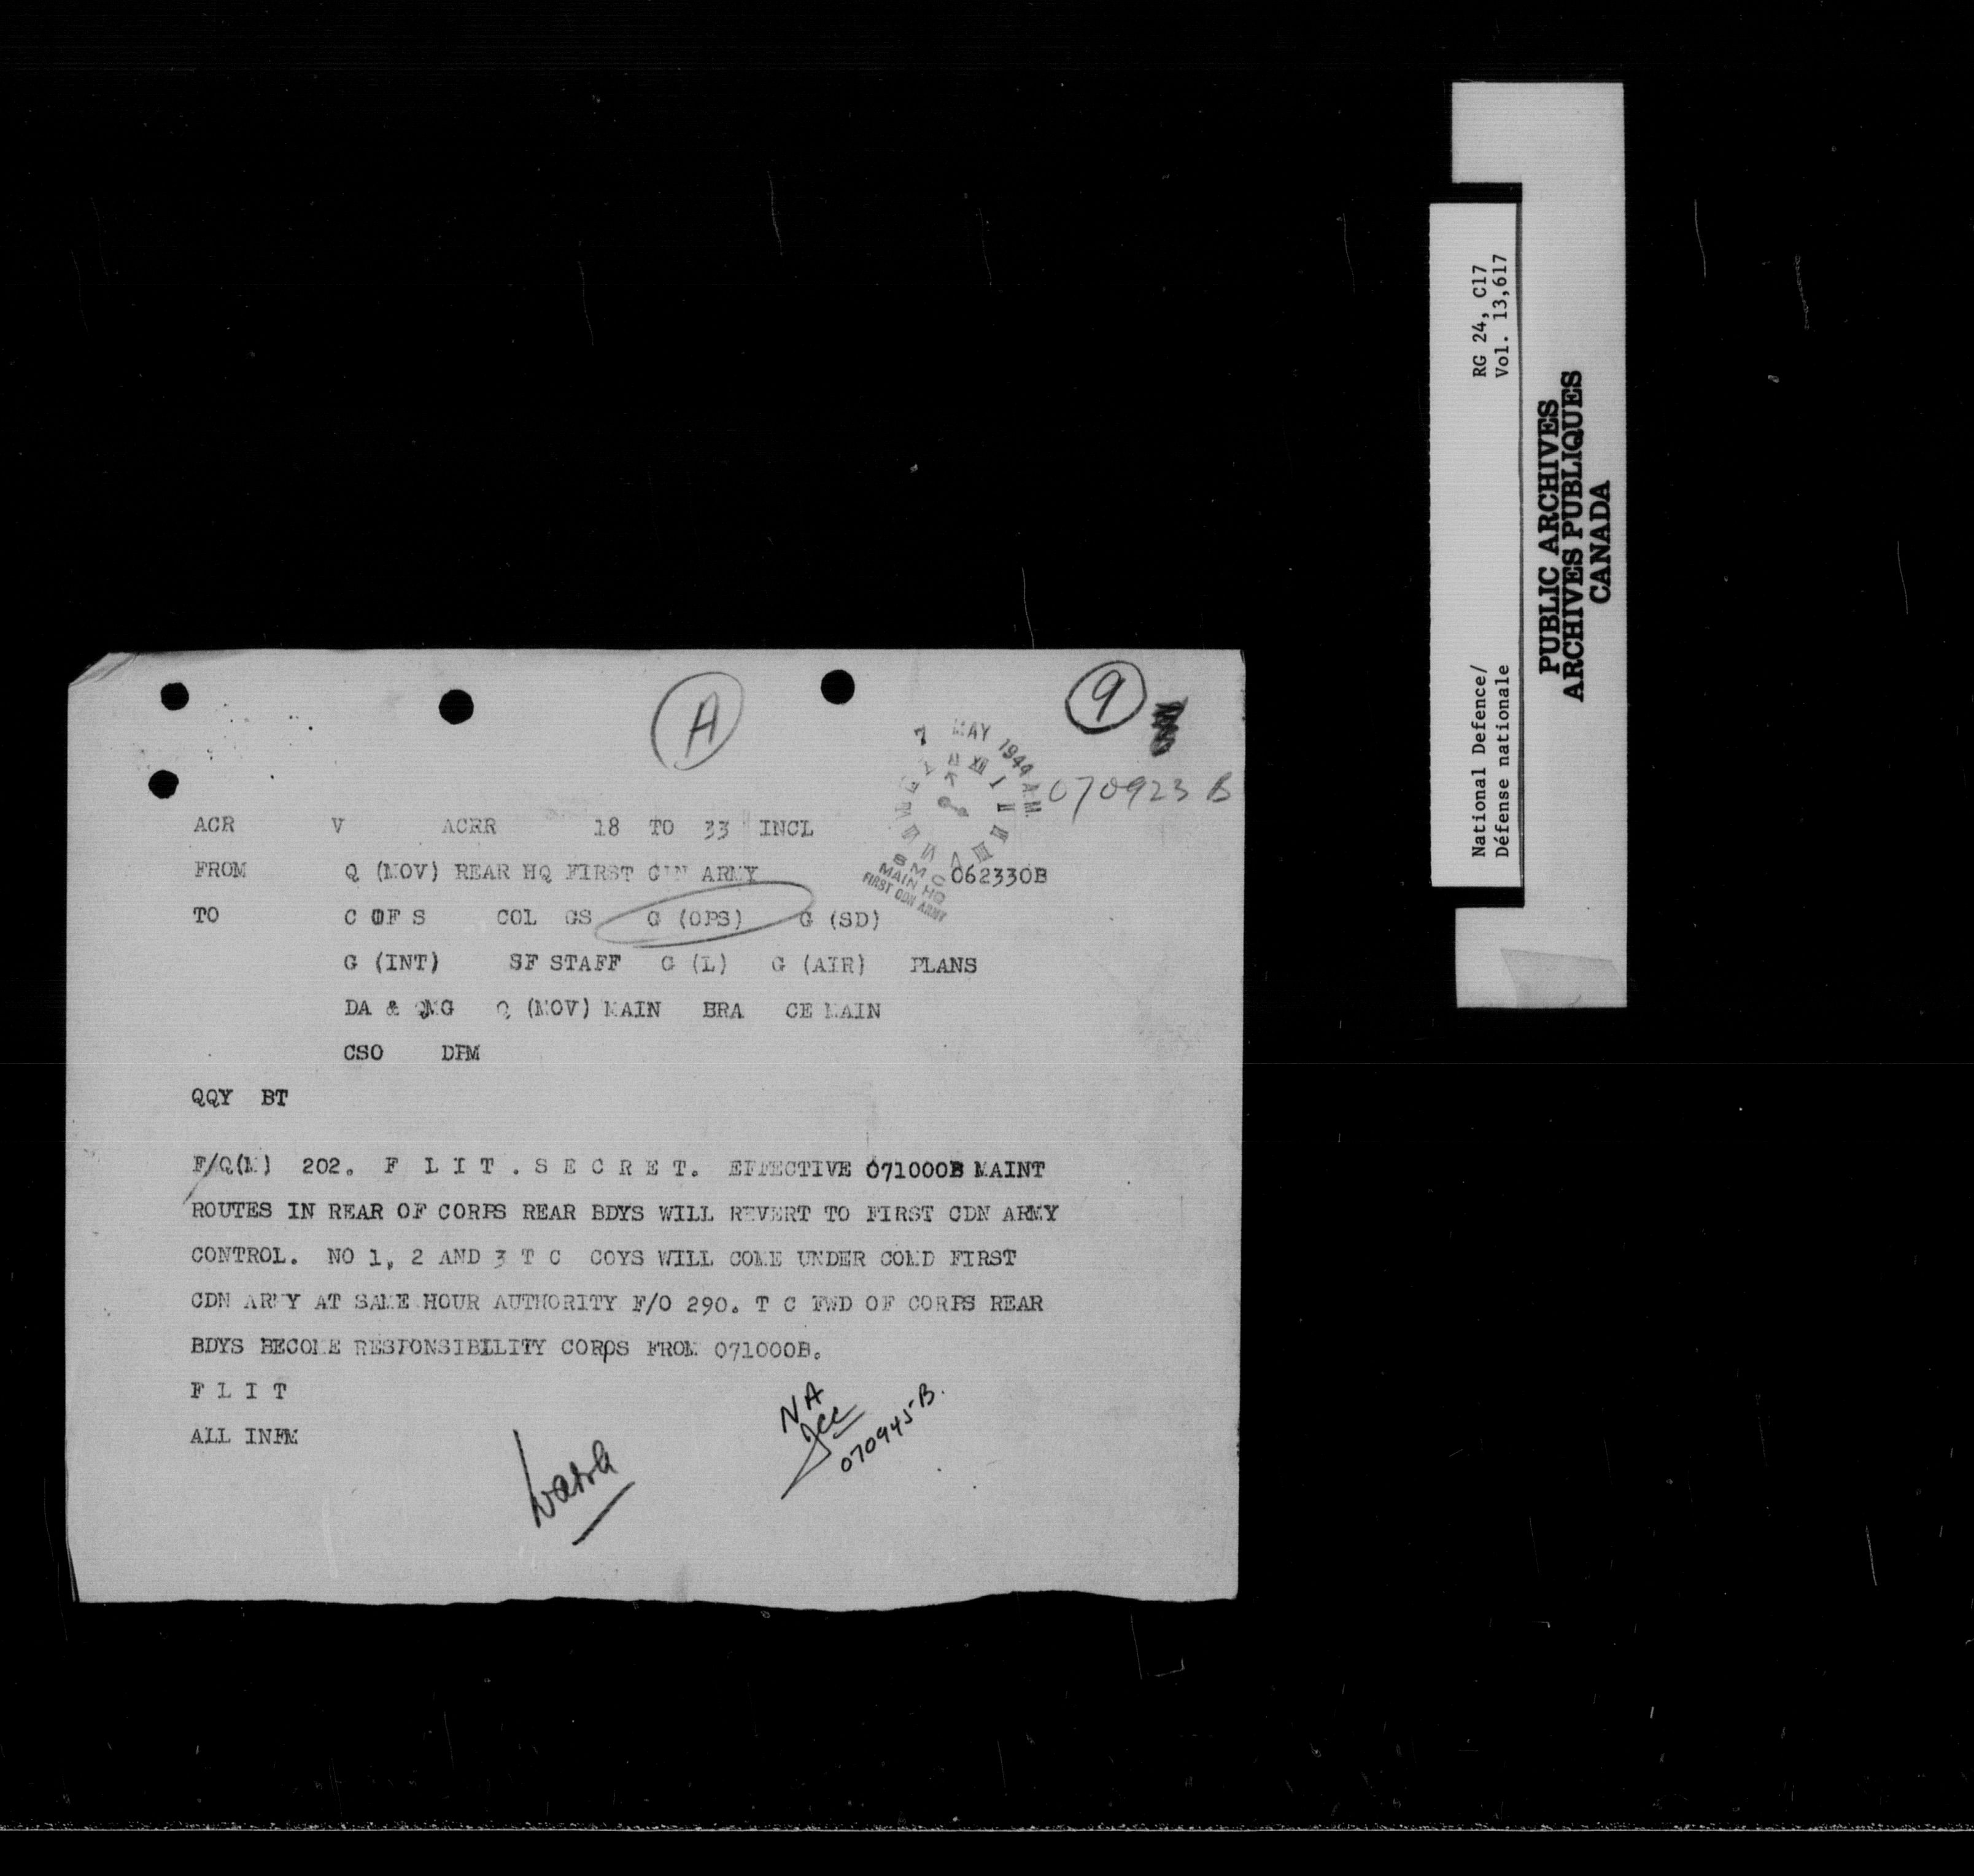 A
9
7 MAY 1944 A.M.
070923 B
SMC
MAIN HQ
FIRST CDN ARMY
ACR V ACRR 18 TO 33 INCL
FROM Q (MOV) REAR HQ FIRST CDN ARMY 062330B
TO C OF S COL GS G (OPS) G (SD)
G (INT) SF STAFF G (L) G (AIR) PLANS
DA & QMG Q (MOV) MAIN BRA CE MAIN
CSO DPM
QQY BT
F/Q(M) 202. F L I T . S E C R E T. EFFECTIVE 071000B MAINT
ROUTES IN REAR OF CORPS REAR BDYS WILL REVERT TO FIRST CDN ARMY
CONTROL. NO 1, 2 AND 3 T C COYS WILL COME UNDER COMD FIRST
CDN ARMY AT SAME HOUR AUTHORITY F/O 290. T C FWD OF CORPS REAR
BDYS BECOME RESPONSIBILITY CORPS FROM 071000B.
F L I T
ALL INFM
NA
070945B.
RG 24, C17
Vol. 13,617
National Defence/
Défense nationale
PUBLIC ARCHIVES
ARCHIVES PUBLIQUES
CANADA